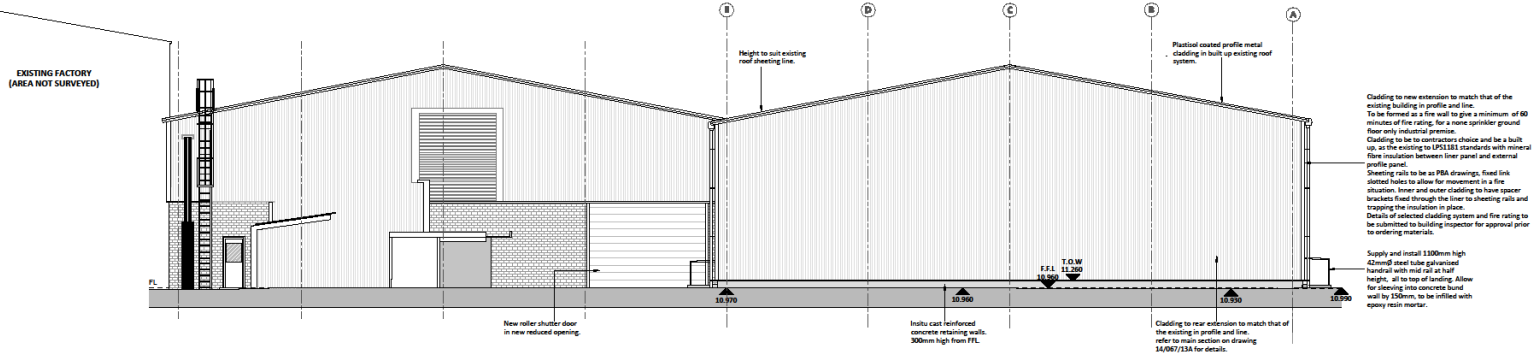 E
D
C
B
A
EXISTING FACTORY
(AREA NOT SURVEYED)
Height to suit existing
roof sheeting line.
Plastisol coated profile metal
cladding in built up existing roof
system.
Cladding to new extension to match that of the
existing building in profile and line.
To be formed as a fire wall to give a minimum of 60
minutes of fire rating, for a none sprinkler ground
floor only industrial premise.
Cladding to be to contractors choice and be a built
up, as the existing to LPS1181 standards with mineral
fibre insulation between liner panel and external
profile panel.
Sheeting rails to be as PBA drawings, fixed link
slotted holes to allow for movement in a fire
situation. Inner and outer cladding to have spacer
brackets fixed through the liner to sheeting rails and
trapping the insulation in place.
Details of selected cladding system and fire rating to
be submitted to building inspector for approval prior
to ordering materials.
Supply and install 1100mm high
42mmØ steel tube galvanised
handrail with mid rail at half
height, all to top of landing. Allow
for sleeving into concrete bund
wall by 150mm, to be infilled with
epoxy resin mortar.
FL
F.F.L
10.960
T.O.W
11.260
10.970
10.960
10.930
10.990
New roller shutter door
in new reduced opening.
Insitu cast reinforced
concrete retaining walls.
300mm high from FFL
Cladding to rear extension to match that of
the existing in profile and line.
refer to main section on drawing
14/067/13A for details.